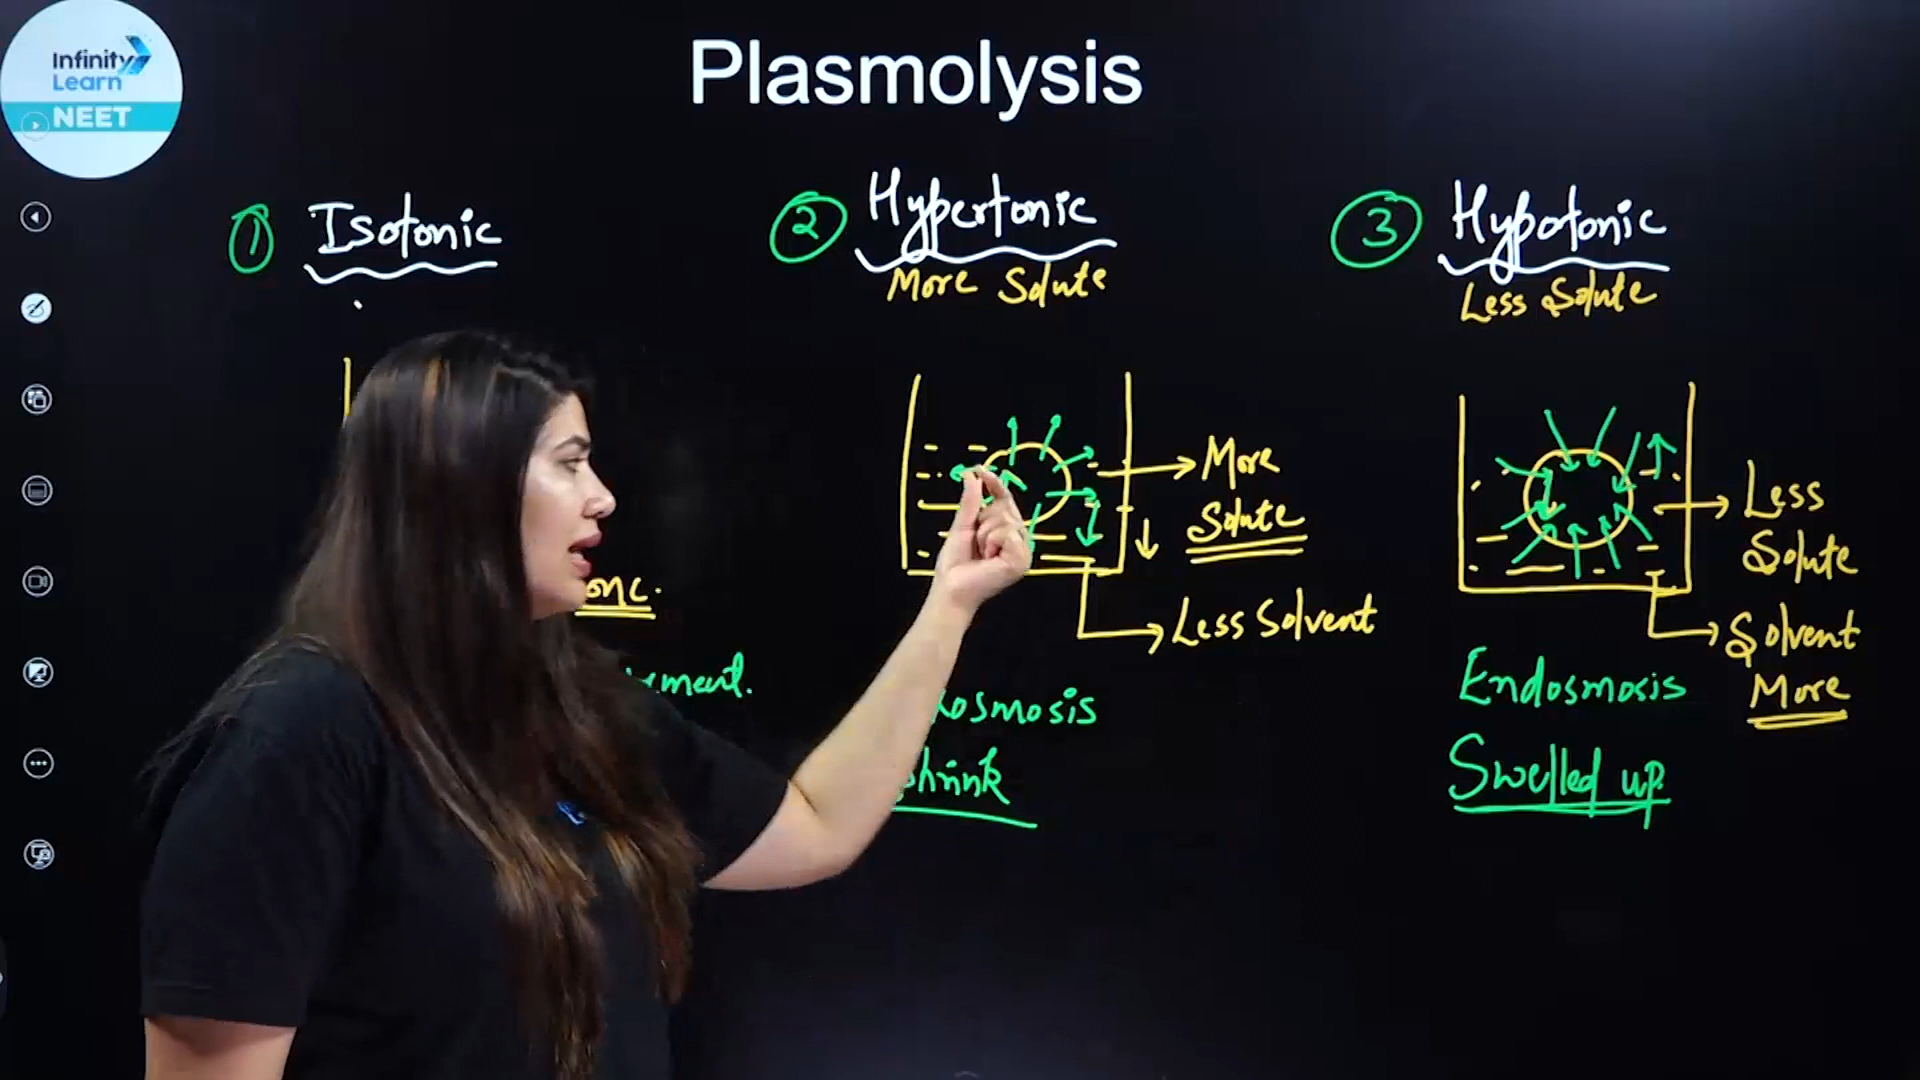 Infinity
Learn
NEET
Plasmolysis
1 Isotonic
2 Hypertonic
More Solute
3 Hypotonic
Less Solute
More
Solute
Less Solvent
Less
Solute
Solvent
More
Endosmosis
Swelled up